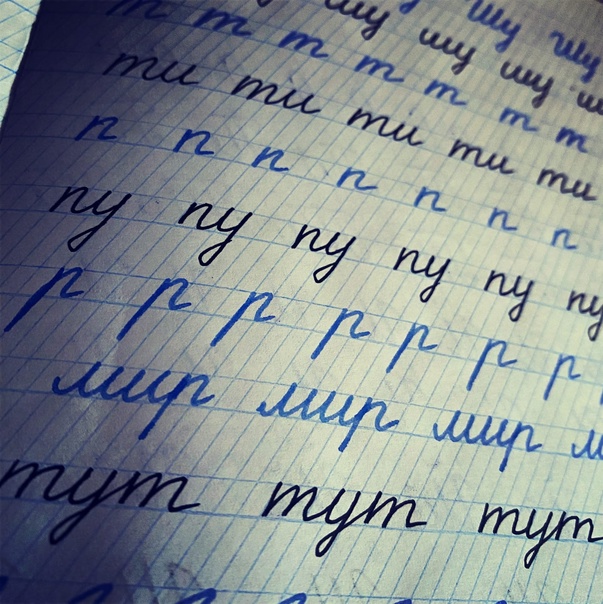 шу шу шу шу шу
т т т т т т т
ти ти ти ти ти
п п п п п п п
пу пу пу пу пу пу
р р р р р р р
мир мир мир
тут тут тут